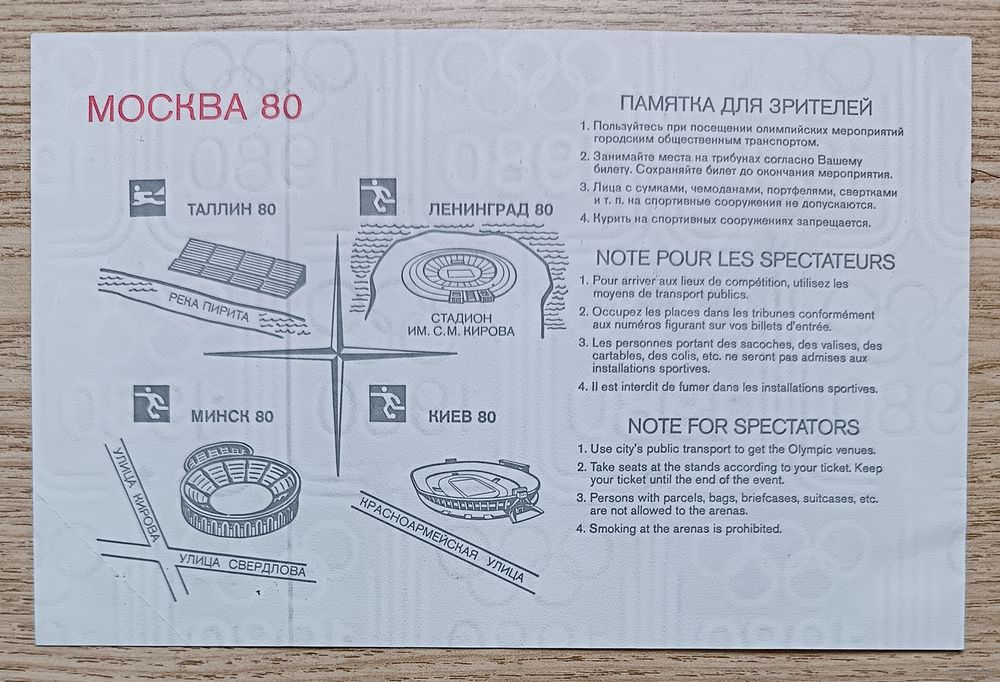 МОСКВА 80
ТАЛЛИН 80
РЕКА ПИРИТА
ЛЕНИНГРАД 80
СТАДИОН
ИМ. С.М. КИРОВА
МИНСК 80
УЛИЦА КИРОВА
УЛИЦА СВЕРДЛОВА
КИЕВ 80
КРАСНОАРМЕЙСКАЯ УЛИЦА
ПАМЯТКА ДЛЯ ЗРИТЕЛЕЙ
1. Пользуйтесь при посещении олимпийских мероприятий
городским общественным транспортом.
2. Занимайте места на трибунах согласно Вашему
билету. Сохраняйте билет до окончания мероприятия.
3. Лица с сумками, чемоданами, портфелями, свертками
и т. п. на спортивные сооружения не допускаются.
4. Курить на спортивных сооружениях запрещается.
NOTE POUR LES SPECTATEURS
1. Pour arriver aux lieux de compétition, utilisez les
moyens de transport publics.
2. Occupez les places dans les tribunes conformément
aux numéros figurant sur vos billets d'entrée.
3. Les personnes portant des sacoches, des valises, des
cartables, des colis, etc. ne seront pas admises aux
installations sportives.
4. Il est interdit de fumer dans les installations sportives.
NOTE FOR SPECTATORS
1. Use city's public transport to get the Olympic venues.
2. Take seats at the stands according to your ticket. Keep
your ticket until the end of the event.
3. Persons with parcels, bags, briefcases, suitcases, etc.
are not allowed to the arenas.
4. Smoking at the arenas is prohibited.